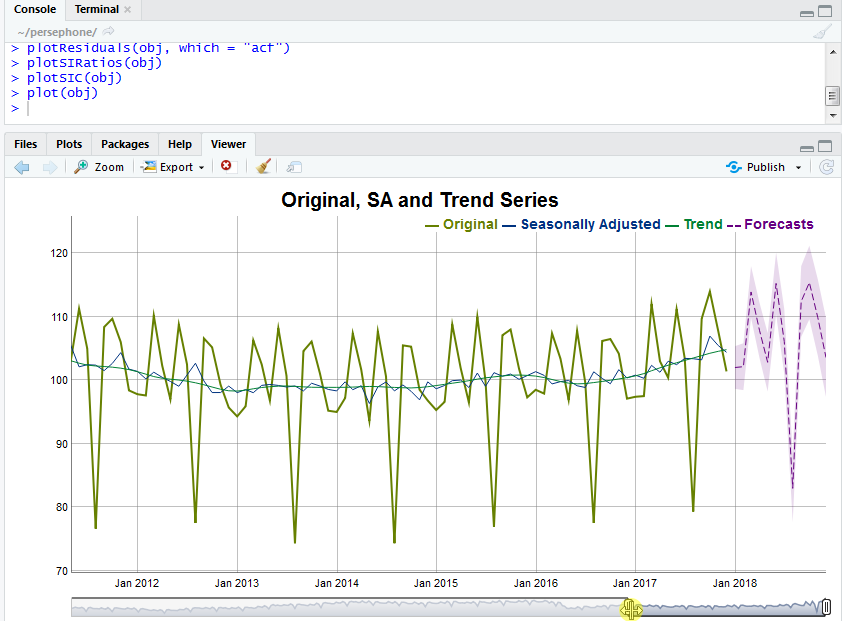 Console Terminal
~/persephone/
> plotResiduals(obj, which = "acf")
> plotSIRatios(obj)
> plotSIC(obj)
> plot(obj)
>
Files Plots Packages Help Viewer
Zoom Export Publish
Original, SA and Trend Series
Original Seasonally Adjusted Trend Forecasts
120
110
100
90
80
70
Jan 2012 Jan 2013 Jan 2014 Jan 2015 Jan 2016 Jan 2017 Jan 2018